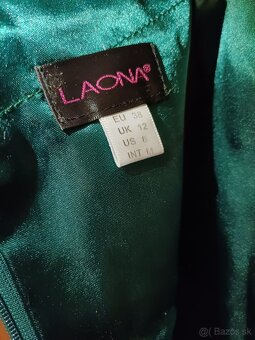 LAONA®
EU 38
UK 12
US 8
INT M
Bazos.sk